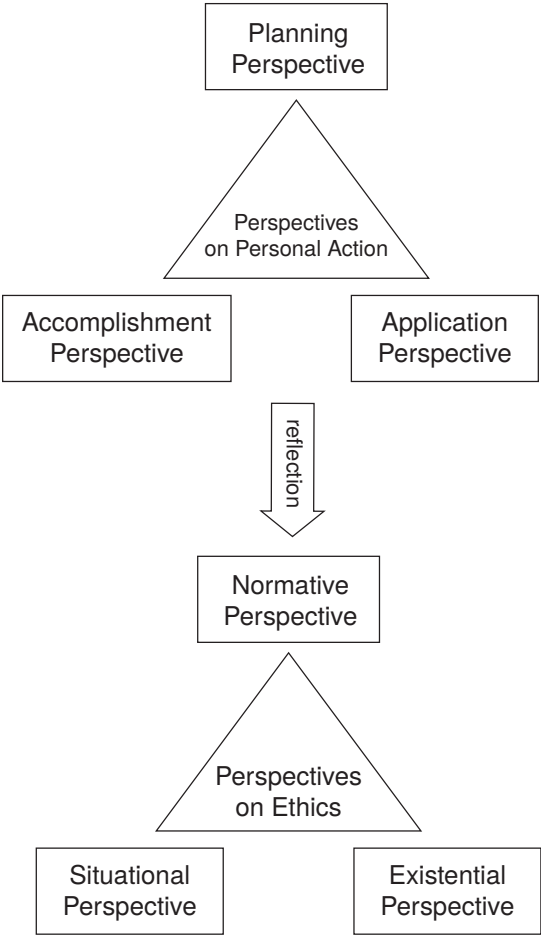 Planning
Perspective
Perspectives
on Personal Action
Accomplishment
Perspective
Application
Perspective
reflection
Normative
Perspective
Perspectives
on Ethics
Situational
Perspective
Existential
Perspective